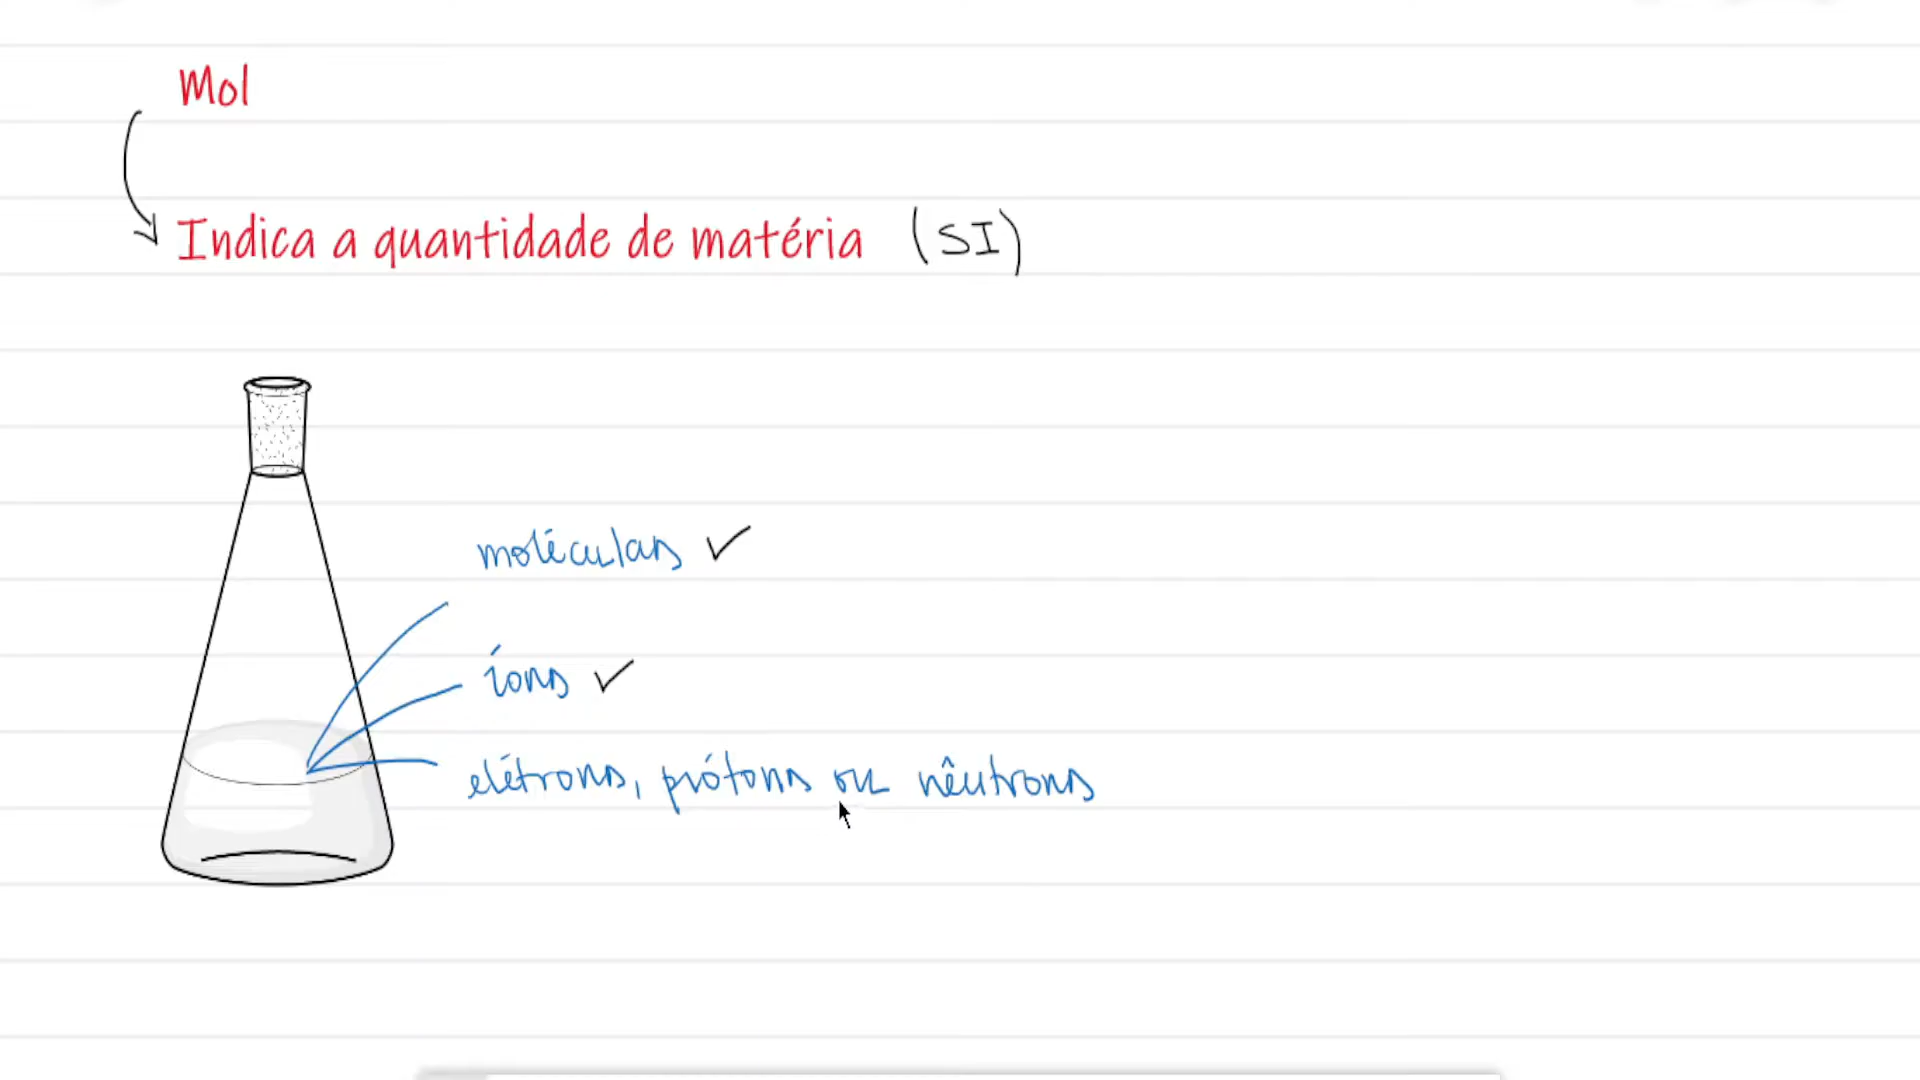 Mol
Indica a quantidade de matéria (SI)
moléculas ✓
íons ✓
elétrons, prótons ou nêutrons